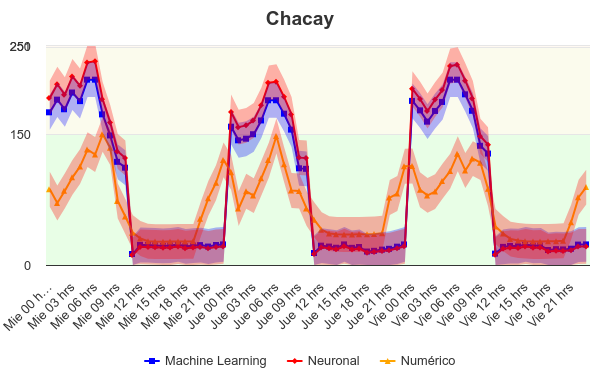 Chacay
250
150
0
Mie 00 h...
Mie 03 hrs
Mie 06 hrs
Mie 09 hrs
Mie 12 hrs
Mie 15 hrs
Mie 18 hrs
Mie 21 hrs
Jue 00 hrs
Jue 03 hrs
Jue 06 hrs
Jue 09 hrs
Jue 12 hrs
Jue 15 hrs
Jue 18 hrs
Jue 21 hrs
Vie 00 hrs
Vie 03 hrs
Vie 06 hrs
Vie 09 hrs
Vie 12 hrs
Vie 15 hrs
Vie 18 hrs
Vie 21 hrs
Machine Learning Neuronal Numérico